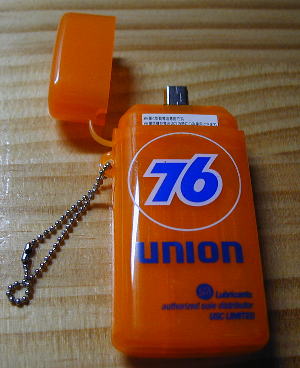 76
union
Lubricants
authorized sole distributor
USC LIMITED